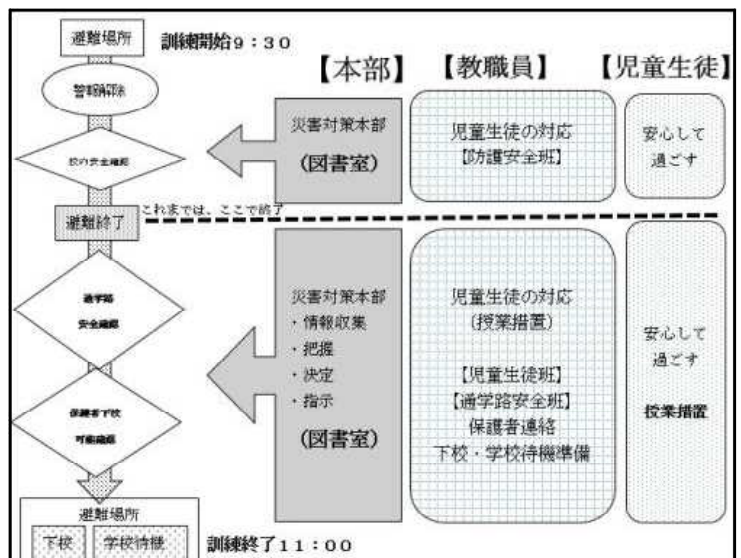 避難場所
訓練開始9：30
【本部】
【教職員】
【児童生徒】
警報解除
校内安全確認
災害対策本部
(図書室)
児童生徒の対応
【防護安全班】
安心して
過ごす
避難終了
これまでは、ここで終了
通学路
安全確認
保護者下校
可能確認
災害対策本部
・情報収集
・把握
・決定
・指示
(図書室)
児童生徒の対応
(授業措置)
【児童生徒班】
【通学路安全班】
保護者連絡
下校・学校待機準備
安心して
過ごす
授業措置
避難場所
下校
学校待機
訓練終了11：00